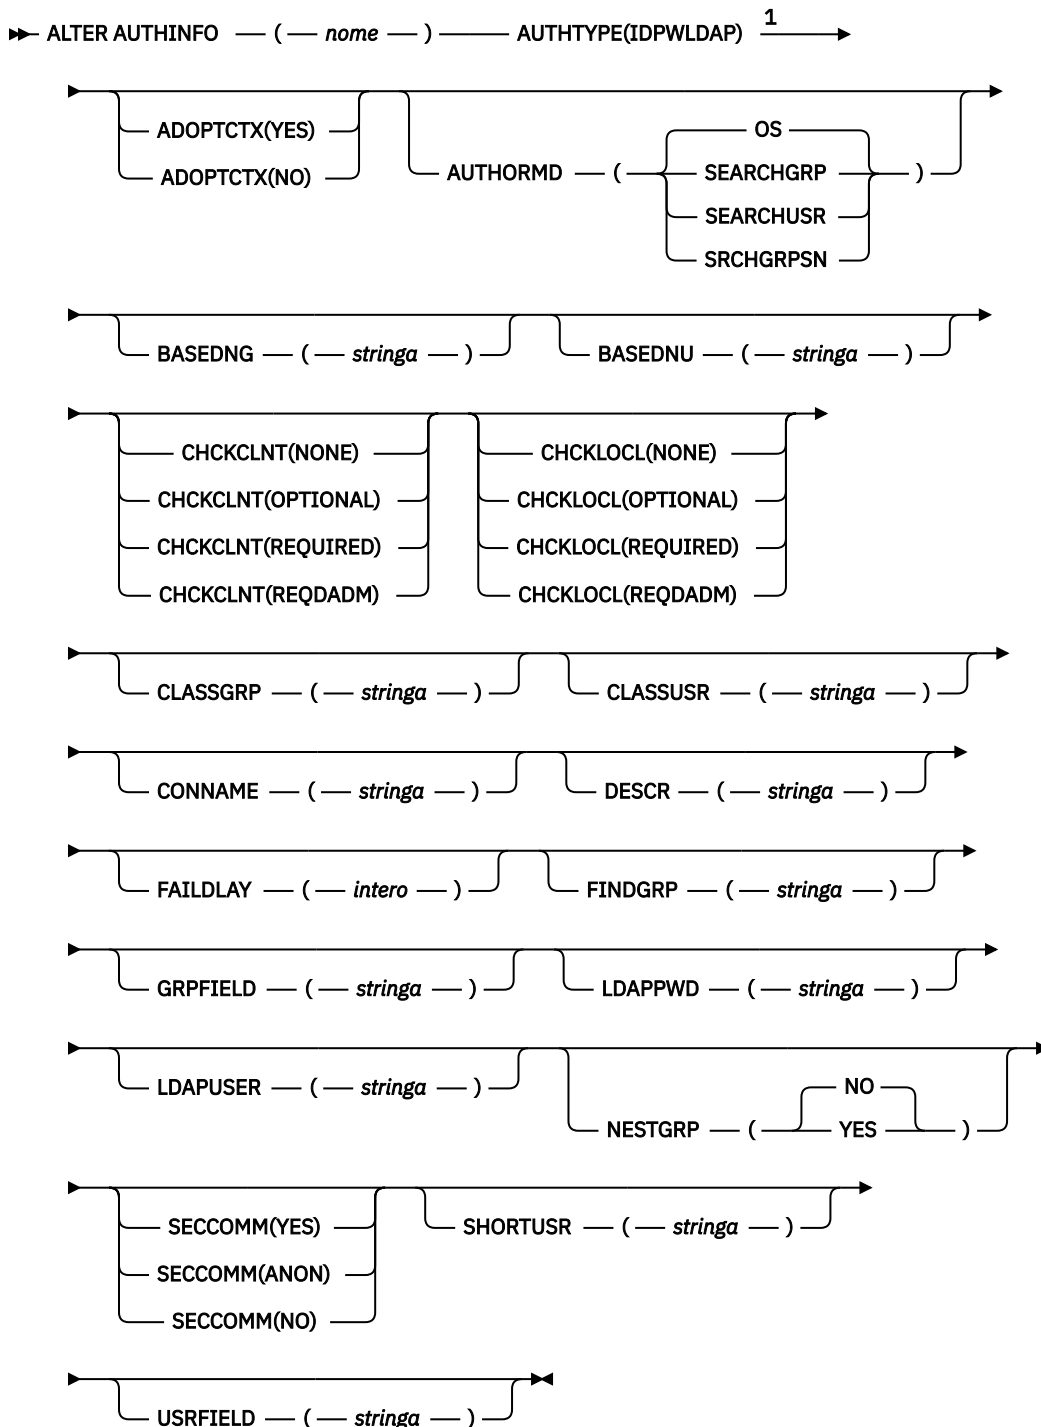 ALTER AUTHINFO ( nome ) AUTHTYPE(IDPWLDAP) 1
ADOPTCTX(YES)
ADOPTCTX(NO)
AUTHORMD ( OS
SEARCHGRP )
SEARCHUSR
SRCHGRPSN
BASEDNG ( stringa ) BASEDNU ( stringa )
CHCKCLNT(NONE) CHCKLOCL(NONE)
CHCKCLNT(OPTIONAL) CHCKLOCL(OPTIONAL)
CHCKCLNT(REQUIRED) CHCKLOCL(REQUIRED)
CHCKCLNT(REQDADM) CHCKLOCL(REQDADM)
CLASSGRP ( stringa ) CLASSUSR ( stringa )
CONNAME ( stringa ) DESCR ( stringa )
FAILDLAY ( intero ) FINDGRP ( stringa )
GRPFIELD ( stringa ) LDAPPWD ( stringa )
LDAPUSER ( stringa )
NO
NESTGRP ( YES )
SECCOMM(YES) SHORTUSR ( stringa )
SECCOMM(ANON)
SECCOMM(NO)
USRFIELD ( stringa )